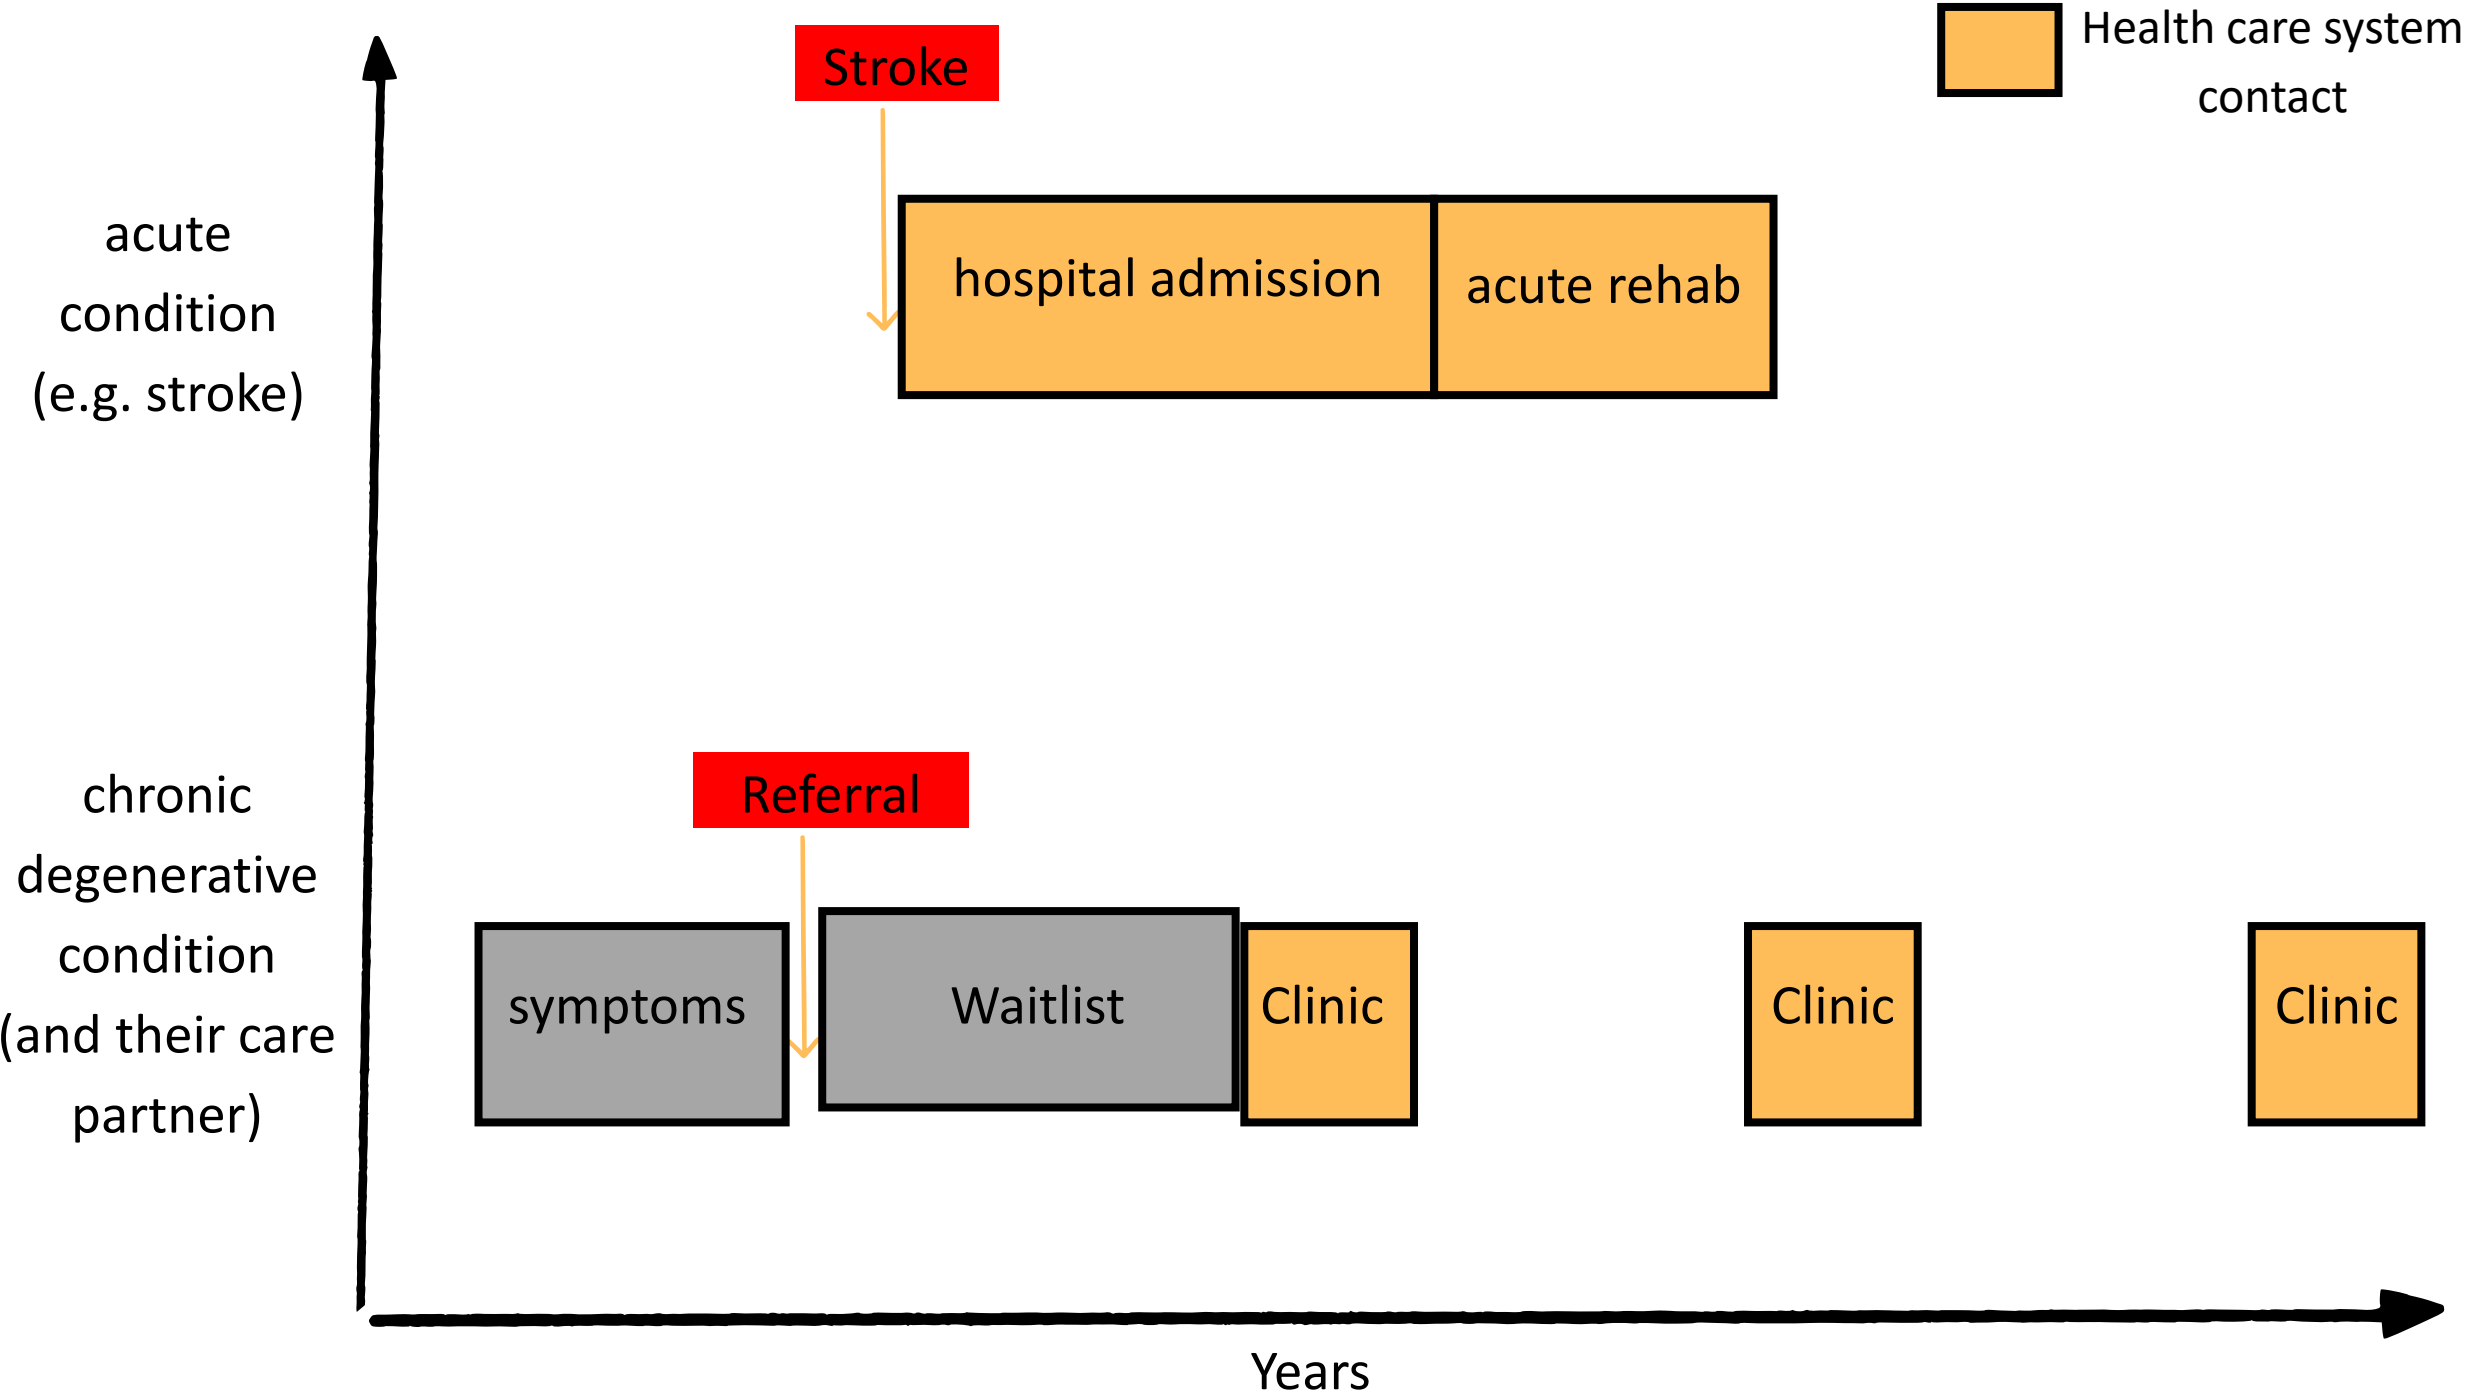 Health care system
contact
Stroke
acute
condition
(e.g. stroke)
hospital admission
acute rehab
Referral
chronic
degenerative
condition
(and their care
partner)
symptoms
Waitlist
Clinic
Clinic
Clinic
Years